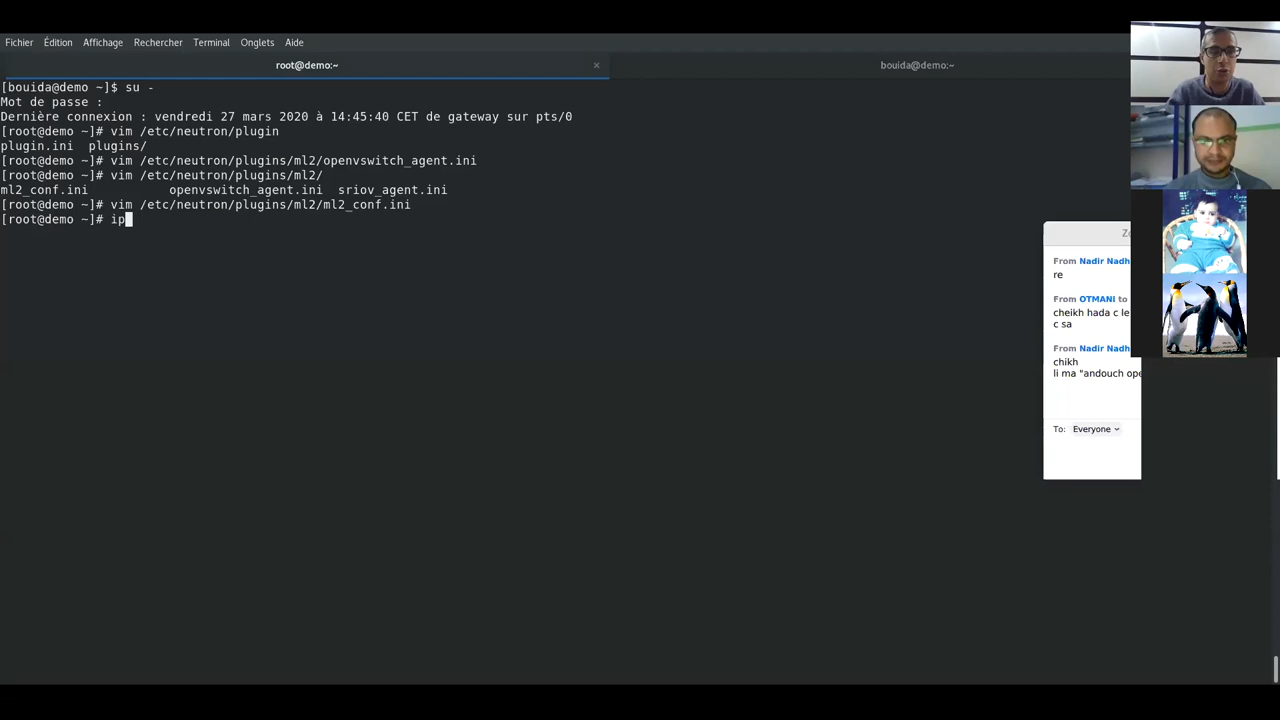 Fichier Édition Affichage Rechercher Terminal Onglets Aide
root@demo:~ ×
bouida@demo:~
[bouida@demo ~]$ su -
Mot de passe :
Dernière connexion : vendredi 27 mars 2020 à 14:45:40 CET de gateway sur pts/0
[root@demo ~]# vim /etc/neutron/plugin
plugin.ini plugins/
[root@demo ~]# vim /etc/neutron/plugins/ml2/openvswitch_agent.ini
[root@demo ~]# vim /etc/neutron/plugins/ml2/
ml2_conf.ini openvswitch_agent.ini sriov_agent.ini
[root@demo ~]# vim /etc/neutron/plugins/ml2/ml2_conf.ini
[root@demo ~]# ip
From Nadir Nadh
re
From OTMANI to
cheikh hada c le
c sa
From Nadir Nadh
chikh
li ma "andouch ope
To: Everyone